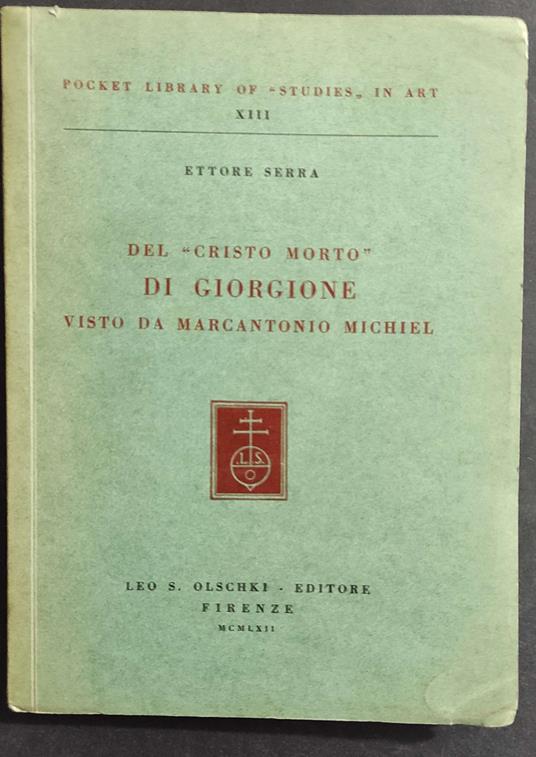 POCKET LIBRARY OF "STUDIES„ IN ART
XIII
ETTORE SERRA
DEL "CRISTO MORTO"
DI GIORGIONE
VISTO DA MARCANTONIO MICHIEL
.L S.
O
LEO S. OLSCHKI - EDITORE
FIRENZE
MCMLXII